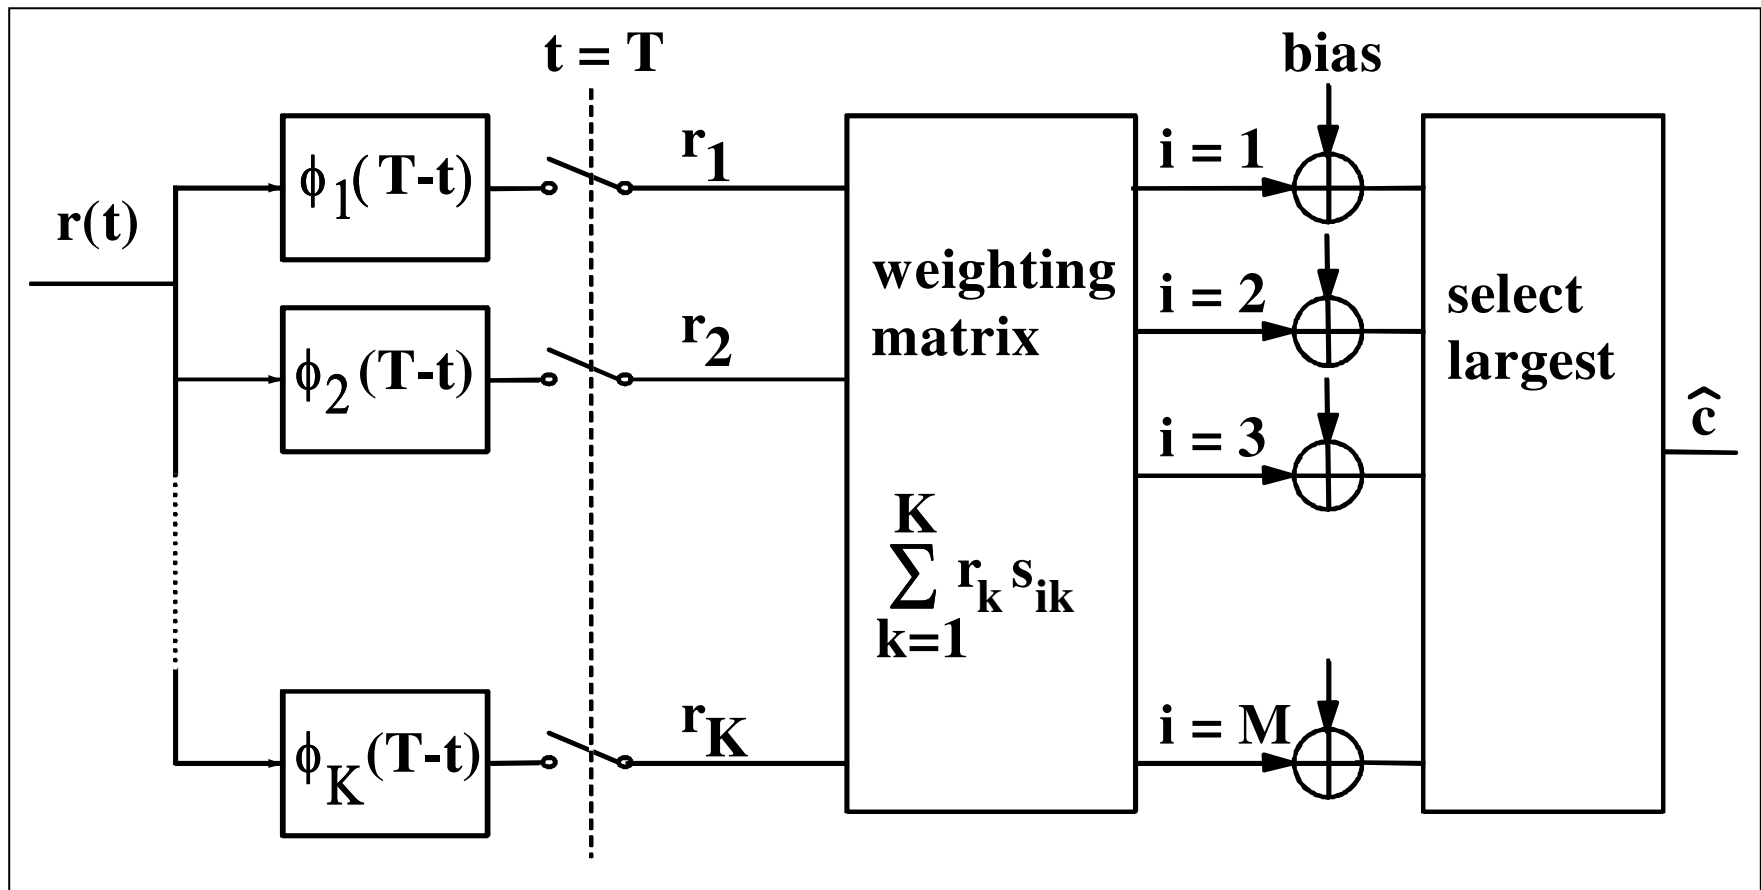 t = T
bias
r(t)
ϕ1(T-t)
r1
i = 1
ϕ2(T-t)
r2
weighting
matrix
i = 2
select
largest
i = 3
ĉ
K
∑ rk sik
k=1
ϕK(T-t)
rK
i = M